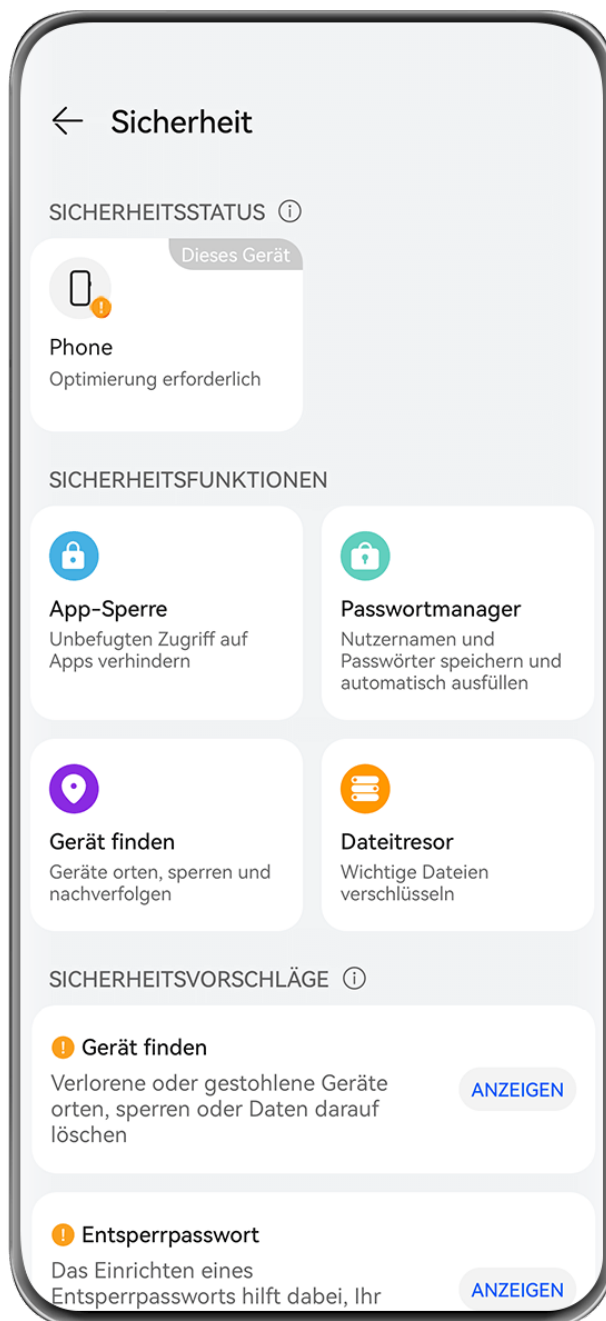 Sicherheit
SICHERHEITSSTATUS
Dieses Gerät
Phone
Optimierung erforderlich
SICHERHEITSFUNKTIONEN
App-Sperre
Unbefugten Zugriff auf
Apps verhindern
Passwortmanager
Nutzernamen und
Passwörter speichern und
automatisch ausfüllen
Gerät finden
Geräte orten, sperren und
nachverfolgen
Dateitresor
Wichtige Dateien
verschlüsseln
SICHERHEITSVORSCHLÄGE
Gerät finden
Verlorene oder gestohlene Geräte
orten, sperren oder Daten darauf
löschen
ANZEIGEN
Entsperrpasswort
Das Einrichten eines
Entsperrpassworts hilft dabei, Ihr
ANZEIGEN